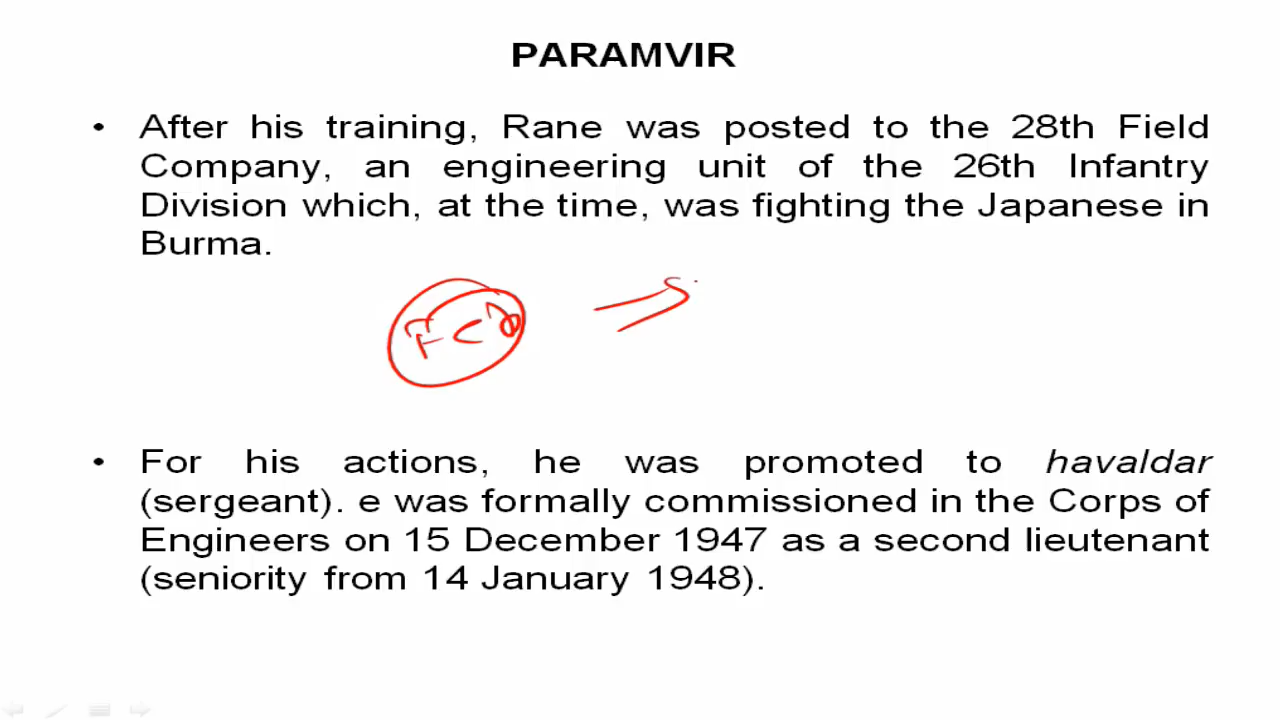 PARAMVIR
• After his training, Rane was posted to the 28th Field
Company, an engineering unit of the 26th Infantry
Division which, at the time, was fighting the Japanese in
Burma.
• For his actions, he was promoted to havaldar
(sergeant). e was formally commissioned in the Corps of
Engineers on 15 December 1947 as a second lieutenant
(seniority from 14 January 1948).